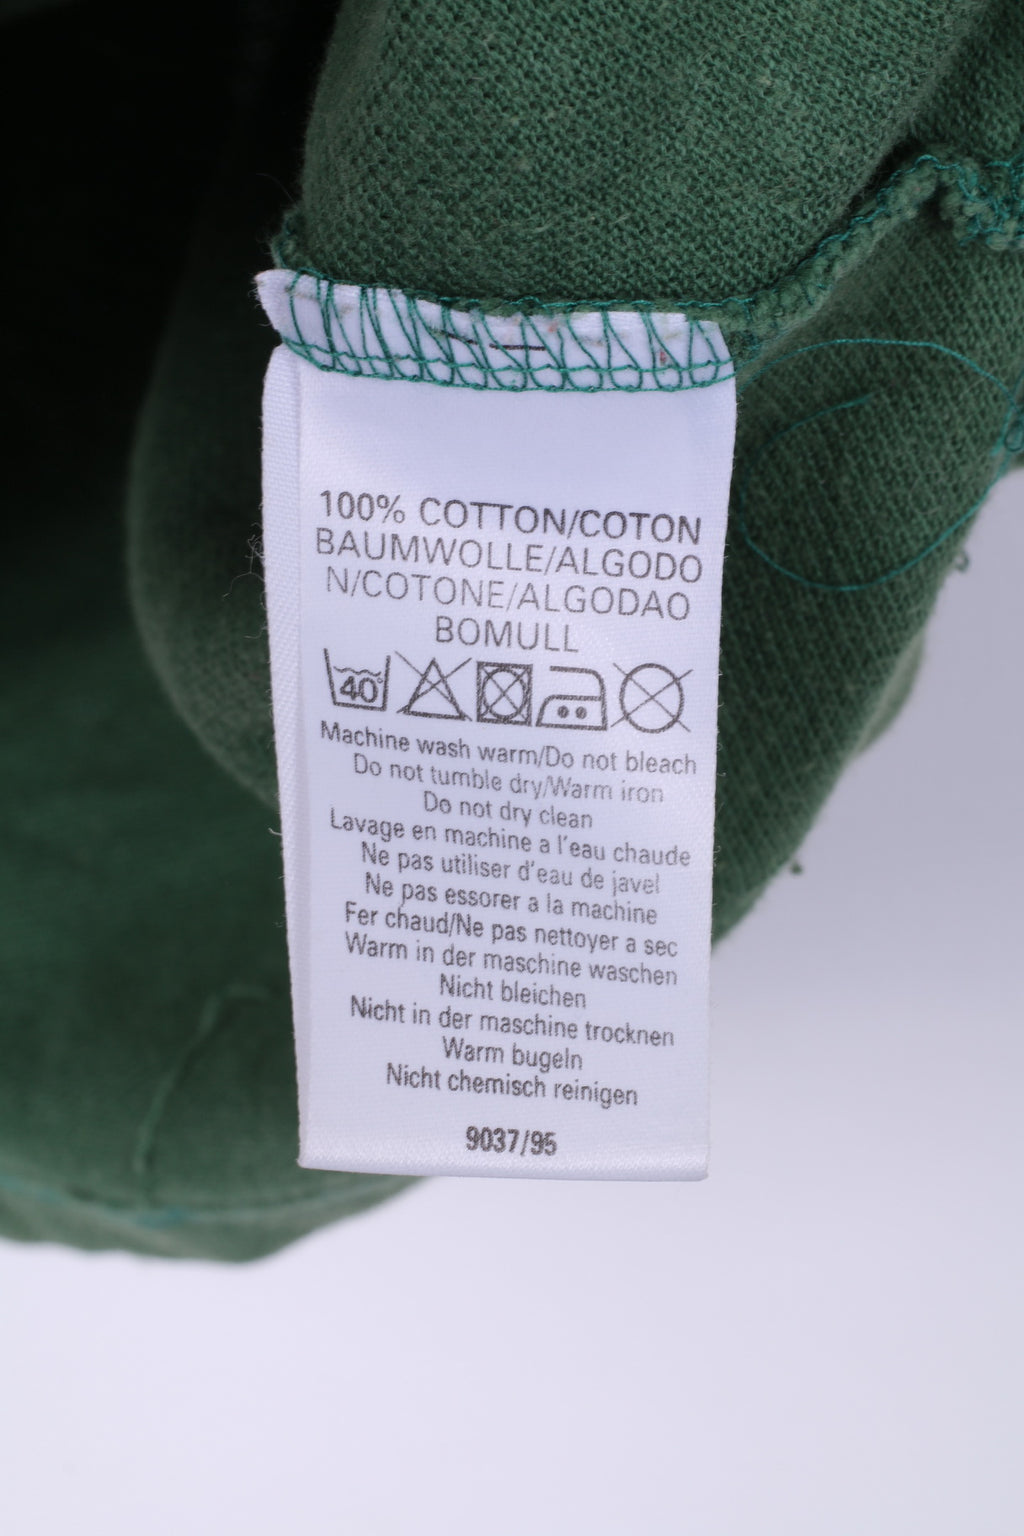 100% COTTON/COTON
BAUMWOLLE/ALGODO
N/COTONE/ALGODAO
BOMULL
40°
Machine wash warm/Do not bleach
Do not tumble dry/Warm iron
Do not dry clean
Lavage en machine a l'eau chaude
Ne pas utiliser d'eau de javel
Ne pas essorer a la machine
Fer chaud/Ne pas nettoyer a sec
Warm in der maschine waschen
Nicht bleichen
Nicht in der maschine trocknen
Warm bugeln
Nicht chemisch reinigen
9037/95